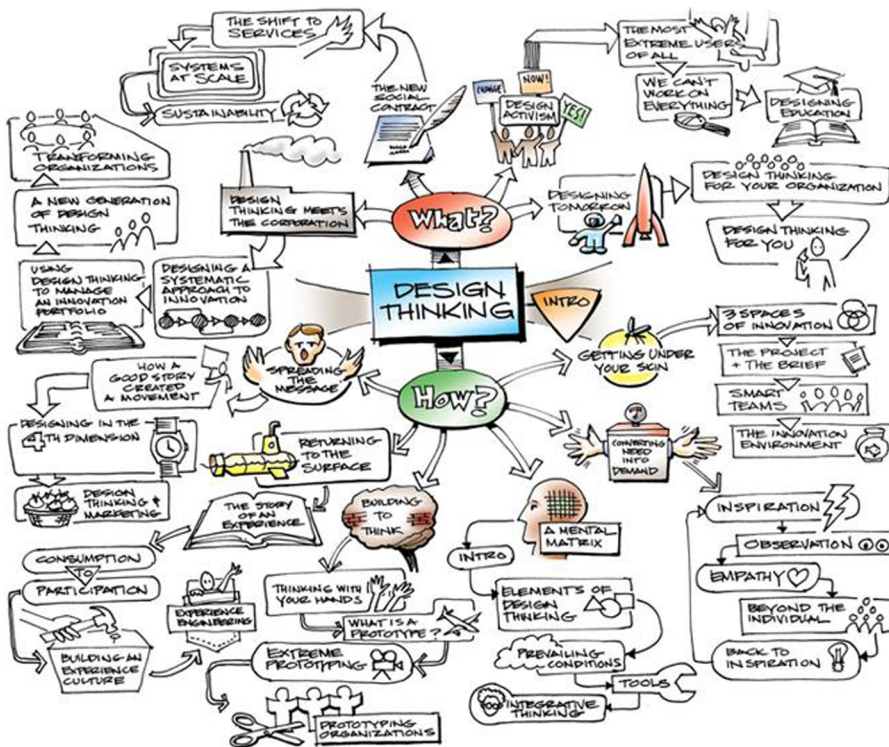 THE SHIFT TO
SERVICES
SYSTEMS
AT SCALE
SUSTAINABILITY
THE NEW
SOCIAL
CONTRACT
CHANGE
NOW!
DESIGN
ACTIVISM
YES!
THE MOST
EXTREME USERS
OF ALL
WE CAN'T
WORK ON
EVERYTHING
DESIGNING
EDUCATION
TRANSFORMING
ORGANIZATIONS
A NEW GENERATION
OF DESIGN
THINKING
USING
DESIGN THINKING
TO MANAGE
AN INNOVATION
PORTFOLIO
DESIGNING A
SYSTEMATIC
APPROACH TO
INNOVATION
DESIGN
THINKING MEETS
THE CORPORATION
What?
DESIGNING
TOMORROW
DESIGN THINKING
FOR YOUR ORGANIZATION
DESIGN THINKING
FOR YOU
DESIGN
THINKING
INTRO
How?
GETTING UNDER
YOUR SKIN
3 SPACES
OF INNOVATION
THE PROJECT
+ THE BRIEF
SMART
TEAMS
THE INNOVATION
ENVIRONMENT
SPREADING
THE
MESSAGE
HOW A
GOOD STORY
CREATED
A MOVEMENT
DESIGNING IN THE
4TH DIMENSION
DESIGN
THINKING +
MARKETING
RETURNING
TO THE
SURFACE
THE STORY
OF AN
EXPERIENCE
CONSUMPTION
TO
PARTICIPATION
BUILDING AN
EXPERIENCE
CULTURE
EXPERIENCE
ENGINEERING
BUILDING
TO
THINK
THINKING WITH
YOUR HANDS
WHAT IS A
PROTOTYPE?
EXTREME
PROTOTYPING
PROTOTYPING
ORGANIZATIONS
A MENTAL
MATRIX
INTRO
ELEMENTS OF
DESIGN
THINKING
PREVAILING
CONDITIONS
TOOLS
INTEGRATIVE
THINKING
CONVERTING
NEED INTO
DEMAND
INSPIRATION
OBSERVATION
EMPATHY
BEYOND THE
INDIVIDUAL
BACK TO
INSPIRATION